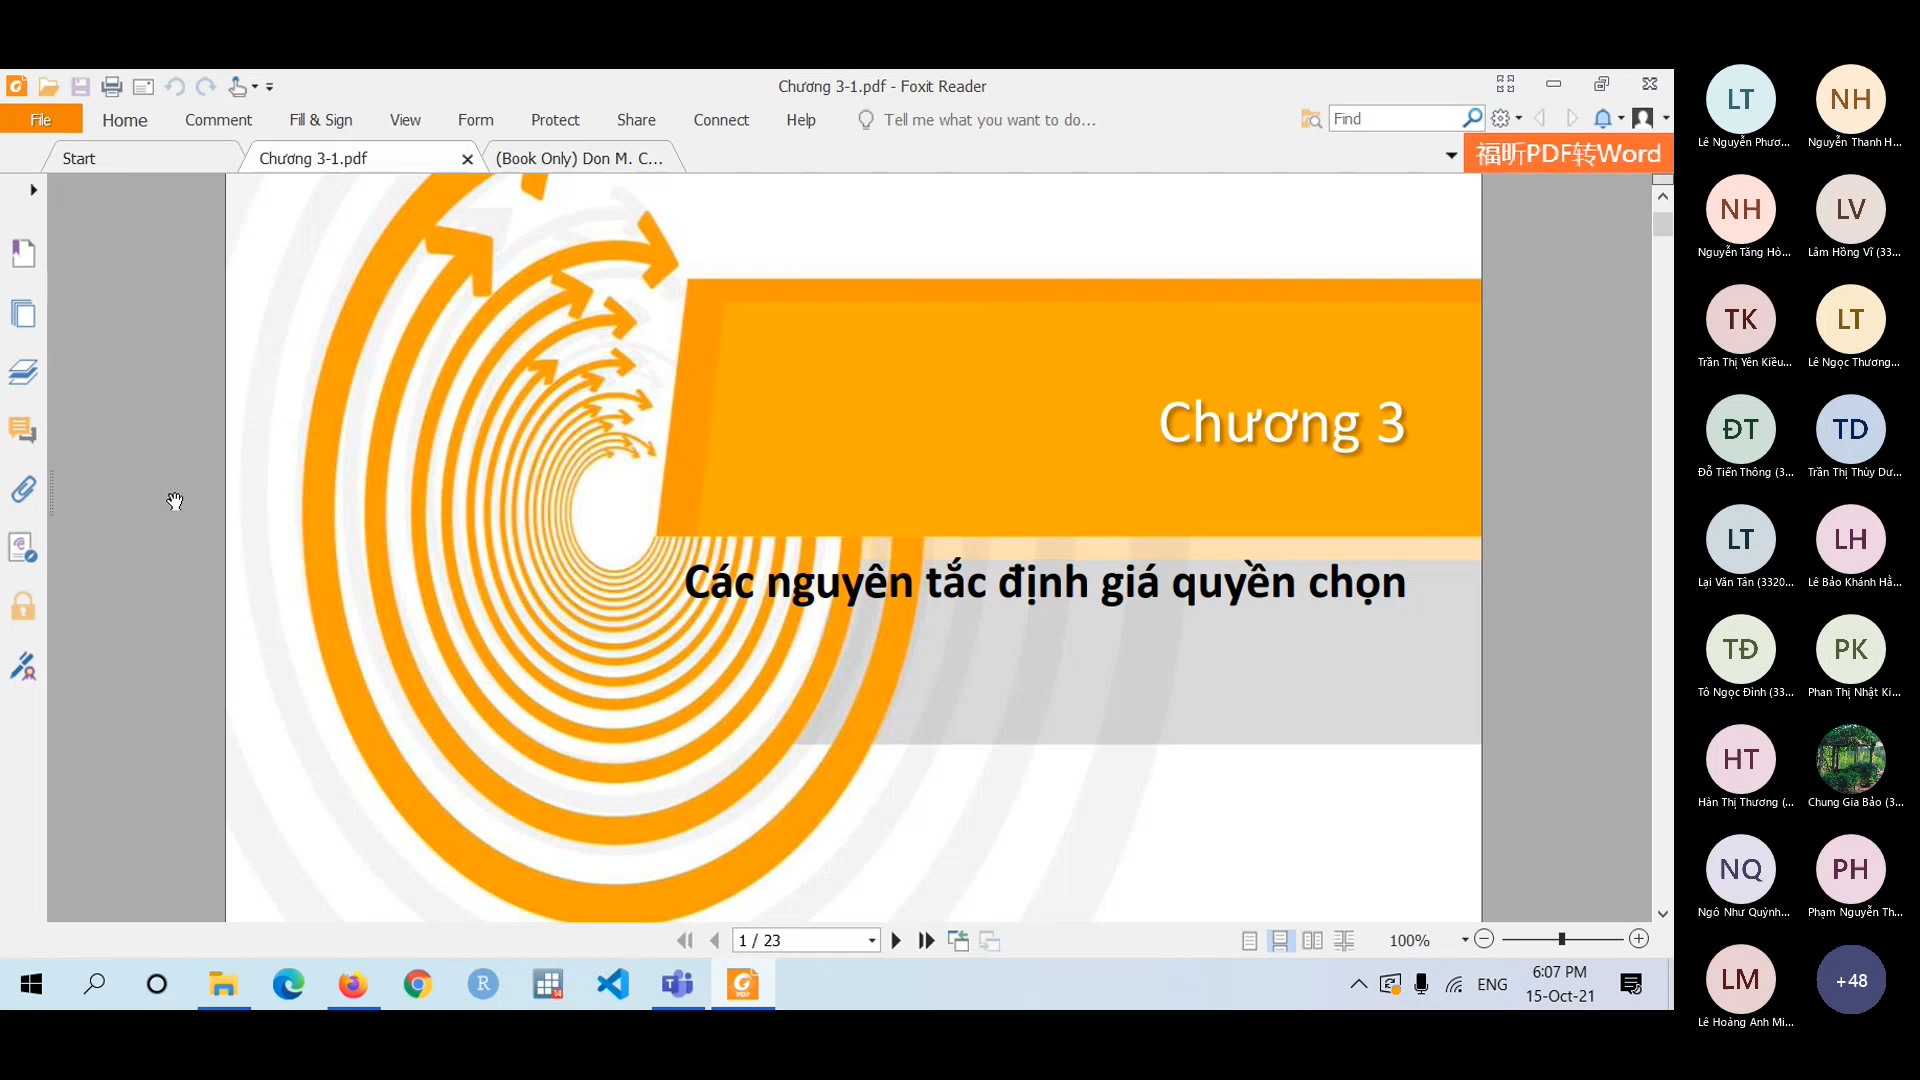 Chương 3-1.pdf - Foxit Reader
File Home Comment Fill & Sign View Form Protect Share Connect Help Tell me what you want to do... Find
Start Chương 3-1.pdf (Book Only) Don M. C... 福昕PDF转Word
Chương 3
Các nguyên tắc định giá quyền chọn
1 / 23 100%
ENG 6:07 PM
15-Oct-21
LT NH
Lê Nguyễn Phươ... Nguyễn Thanh H...
NH LV
Nguyễn Tăng Hò... Lâm Hồng Vĩ (33...
TK LT
Trần Thị Yên Kiều... Lê Ngọc Thương...
ĐT TD
Đỗ Tiến Thông (3... Trần Thị Thùy Dư...
LT LH
Lại Văn Tân (3320... Lê Bảo Khánh Hằ...
TĐ PK
Tô Ngọc Đình (33... Phan Thị Nhật Ki...
HT
Hàn Thị Thương (... Chung Gia Bảo (3...
NQ PH
Ngô Như Quỳnh... Phạm Nguyễn Th...
LM +48
Lê Hoàng Anh Mi...